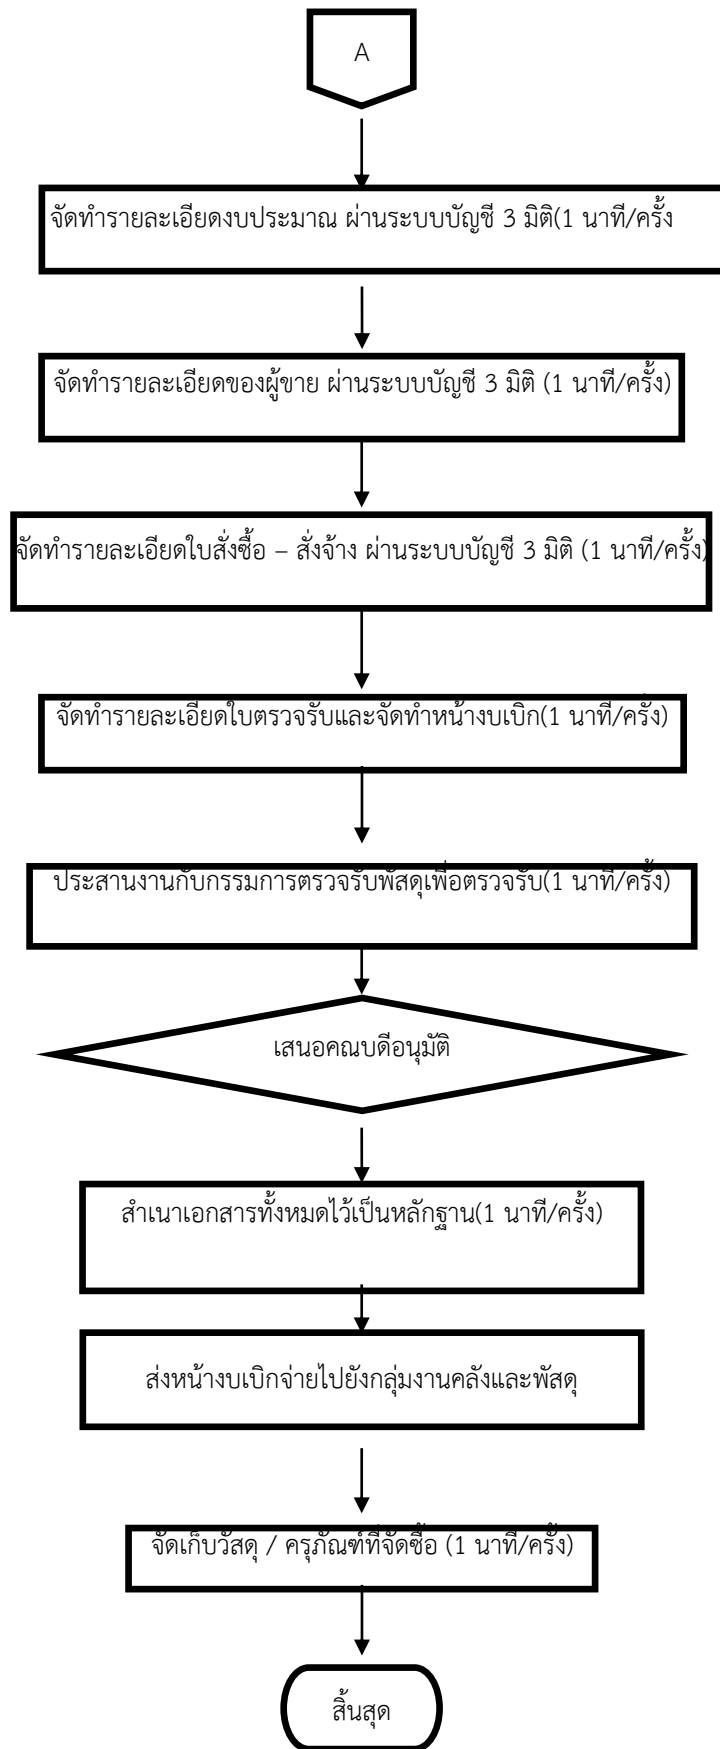 A
จัดทำรายละเอียดงบประมาณ ผ่านระบบบัญชี 3 มิติ(1 นาที/ครั้ง
จัดทำรายละเอียดของผู้ขาย ผ่านระบบบัญชี 3 มิติ (1 นาที/ครั้ง)
จัดทำรายละเอียดใบสั่งซื้อ – สั่งจ้าง ผ่านระบบบัญชี 3 มิติ (1 นาที/ครั้ง)
จัดทำรายละเอียดใบตรวจรับและจัดทำหน้างบเบิก(1 นาที/ครั้ง)
ประสานงานกับกรรมการตรวจรับพัสดุเพื่อตรวจรับ(1 นาที/ครั้ง)
เสนอคณบดีอนุมัติ
สำเนาเอกสารทั้งหมดไว้เป็นหลักฐาน(1 นาที/ครั้ง)
ส่งหน้างบเบิกจ่ายไปยังกลุ่มงานคลังและพัสดุ
จัดเก็บวัสดุ / ครุภัณฑ์ที่จัดซื้อ (1 นาที/ครั้ง)
สิ้นสุด